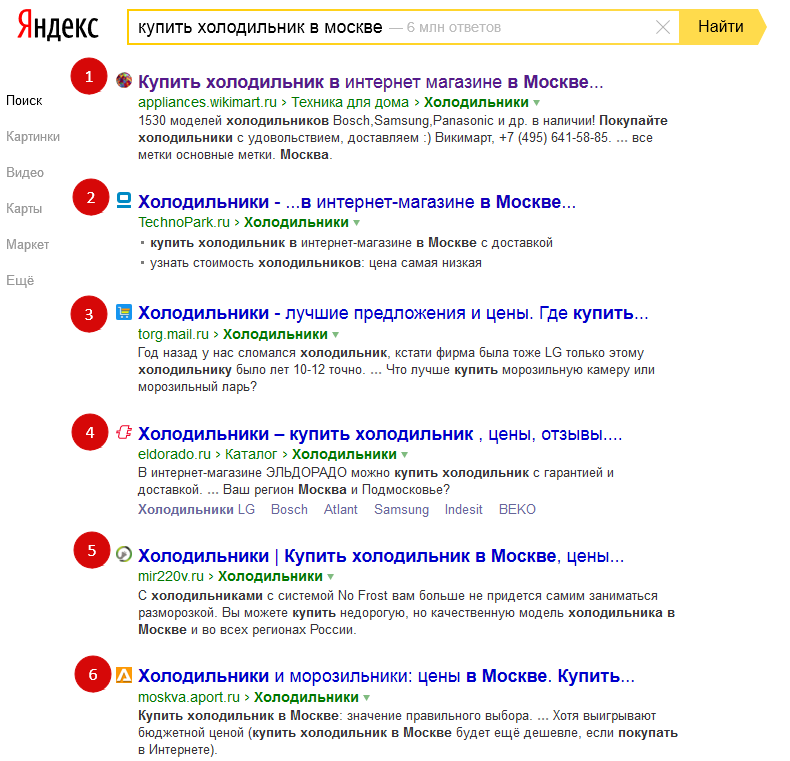 Яндекс
купить холодильник в москве — 6 млн ответов
Найти
Поиск
Картинки
Видео
Карты
Маркет
Ещё
1
Купить холодильник в интернет магазине в Москве...
appliances.wikimart.ru › Техника для дома › Холодильники
1530 моделей холодильников Bosch,Samsung,Panasonic и др. в наличии! Покупайте
холодильники с удовольствием, доставляем :) Викимарт, +7 (495) 641-58-85. ... все
метки основные метки. Москва.
2
Холодильники - ...в интернет-магазине в Москве...
TechnoPark.ru › Холодильники
• купить холодильник в интернет-магазине в Москве с доставкой
• узнать стоимость холодильников: цена самая низкая
3
Холодильники - лучшие предложения и цены. Где купить...
torg.mail.ru › Холодильники
Год назад у нас сломался холодильник, кстати фирма была тоже LG только этому
холодильнику было лет 10-12 точно. ... Что лучше купить морозильную камеру или
морозильный ларь?
4
Холодильники – купить холодильник , цены, отзывы....
eldorado.ru › Каталог › Холодильники
В интернет-магазине ЭЛЬДОРАДО можно купить холодильник с гарантией и
доставкой. ... Ваш регион Москва и Подмосковье?
Холодильники LG Bosch Atlant Samsung Indesit BEKO
5
Холодильники | Купить холодильник в Москве, цены...
mir220v.ru › Холодильники
С холодильниками с системой No Frost вам больше не придется самим заниматься
разморозкой. Вы можете купить недорогую, но качественную модель холодильника в
Москве и во всех регионах России.
6
Холодильники и морозильники: цены в Москве. Купить...
moskva.aport.ru › Холодильники
Купить холодильник в Москве: значение правильного выбора. ... Хотя выигрывают
бюджетной ценой (купить холодильник в Москве будет ещё дешевле, если покупать
в Интернете).